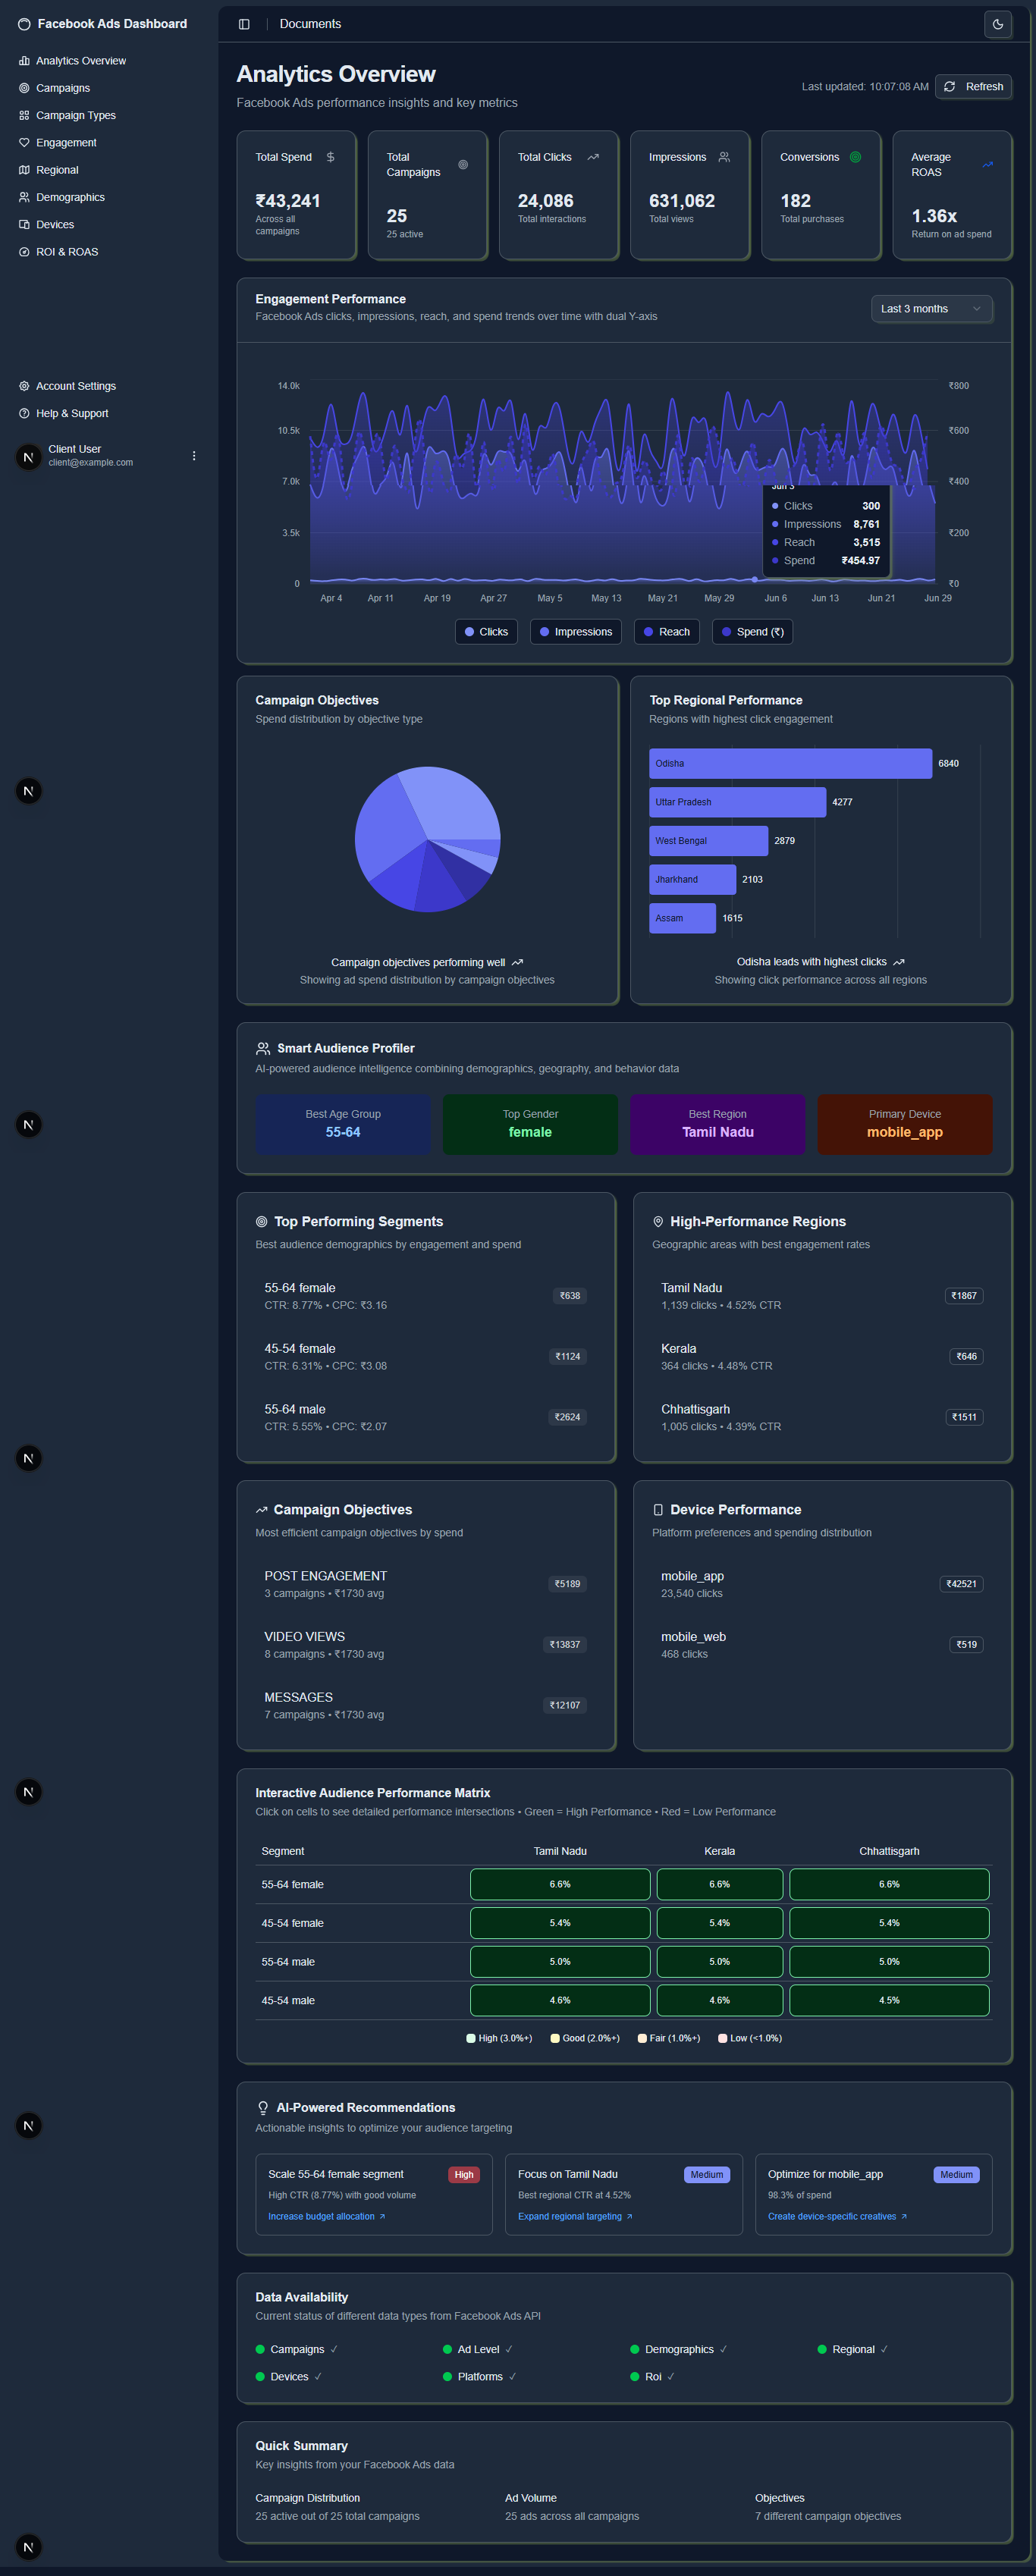 Facebook Ads Dashboard
Analytics Overview
Campaigns
Campaign Types
Engagement
Regional
Demographics
Devices
ROI & ROAS
Account Settings
Help & Support
N
Client User
client@example.com
N
N
N
N
N
N
Documents
Analytics Overview
Facebook Ads performance insights and key metrics
Last updated: 10:07:08 AM
Refresh
Total Spend
₹43,241
Across all
campaigns
Total
Campaigns
25
25 active
Total Clicks
24,086
Total interactions
Impressions
631,062
Total views
Conversions
182
Total purchases
Average
ROAS
1.36x
Return on ad spend
Engagement Performance
Facebook Ads clicks, impressions, reach, and spend trends over time with dual Y-axis
Last 3 months
14.0k
10.5k
7.0k
3.5k
0
₹800
₹600
₹400
₹200
₹0
Jun 3
Clicks 300
Impressions 8,761
Reach 3,515
Spend ₹454.97
Apr 4 Apr 11 Apr 19 Apr 27 May 5 May 13 May 21 May 29 Jun 6 Jun 13 Jun 21 Jun 29
Clicks Impressions Reach Spend (₹)
Campaign Objectives
Spend distribution by objective type
Campaign objectives performing well
Showing ad spend distribution by campaign objectives
Top Regional Performance
Regions with highest click engagement
Odisha 6840
Uttar Pradesh 4277
West Bengal 2879
Jharkhand 2103
Assam 1615
Odisha leads with highest clicks
Showing click performance across all regions
Smart Audience Profiler
AI-powered audience intelligence combining demographics, geography, and behavior data
Best Age Group
55-64
Top Gender
female
Best Region
Tamil Nadu
Primary Device
mobile_app
Top Performing Segments
Best audience demographics by engagement and spend
55-64 female
CTR: 8.77% • CPC: ₹3.16
₹638
45-54 female
CTR: 6.31% • CPC: ₹3.08
₹1124
55-64 male
CTR: 5.55% • CPC: ₹2.07
₹2624
High-Performance Regions
Geographic areas with best engagement rates
Tamil Nadu
1,139 clicks • 4.52% CTR
₹1867
Kerala
364 clicks • 4.48% CTR
₹646
Chhattisgarh
1,005 clicks • 4.39% CTR
₹1511
Campaign Objectives
Most efficient campaign objectives by spend
POST ENGAGEMENT
3 campaigns • ₹1730 avg
₹5189
VIDEO VIEWS
8 campaigns • ₹1730 avg
₹13837
MESSAGES
7 campaigns • ₹1730 avg
₹12107
Device Performance
Platform preferences and spending distribution
mobile_app
23,540 clicks
₹42521
mobile_web
468 clicks
₹519
Interactive Audience Performance Matrix
Click on cells to see detailed performance intersections • Green = High Performance • Red = Low Performance
Segment Tamil Nadu Kerala Chhattisgarh
55-64 female 6.6% 6.6% 6.6%
45-54 female 5.4% 5.4% 5.4%
55-64 male 5.0% 5.0% 5.0%
45-54 male 4.6% 4.6% 4.5%
High (3.0%+) Good (2.0%+) Fair (1.0%+) Low (<1.0%)
AI-Powered Recommendations
Actionable insights to optimize your audience targeting
Scale 55-64 female segment
High
High CTR (8.77%) with good volume
Increase budget allocation
Focus on Tamil Nadu
Medium
Best regional CTR at 4.52%
Expand regional targeting
Optimize for mobile_app
Medium
98.3% of spend
Create device-specific creatives
Data Availability
Current status of different data types from Facebook Ads API
Campaigns ✓ Ad Level ✓ Demographics ✓ Regional ✓
Devices ✓ Platforms ✓ Roi ✓
Quick Summary
Key insights from your Facebook Ads data
Campaign Distribution
25 active out of 25 total campaigns
Ad Volume
25 ads across all campaigns
Objectives
7 different campaign objectives